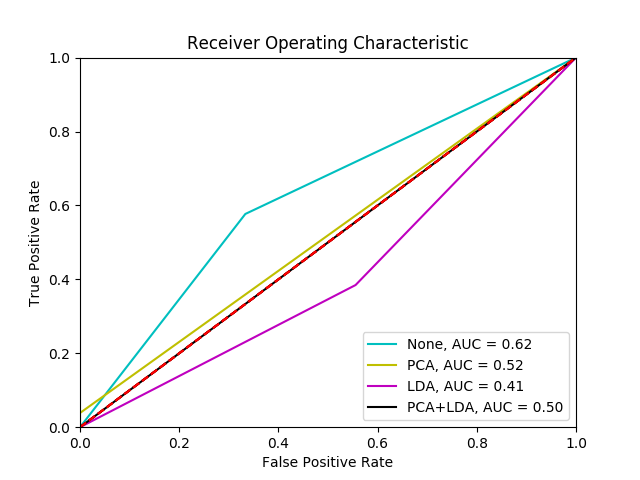 Receiver Operating Characteristic
True Positive Rate
1.0
0.8
0.6
0.4
0.2
0.0
None, AUC = 0.62
PCA, AUC = 0.52
LDA, AUC = 0.41
PCA+LDA, AUC = 0.50
0.0 0.2 0.4 0.6 0.8 1.0
False Positive Rate